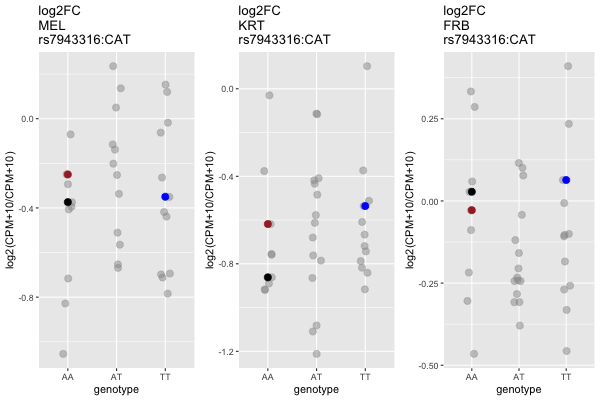 log2FC
MEL
rs7943316:CAT
log2(CPM+10/CPM+10)
0.0
-0.4
-0.8
AA AT TT
genotype
log2FC
KRT
rs7943316:CAT
log2(CPM+10/CPM+10)
0.0
-0.4
-0.8
-1.2
AA AT TT
genotype
log2FC
FRB
rs7943316:CAT
log2(CPM+10/CPM+10)
0.25
0.00
-0.25
-0.50
AA AT TT
genotype